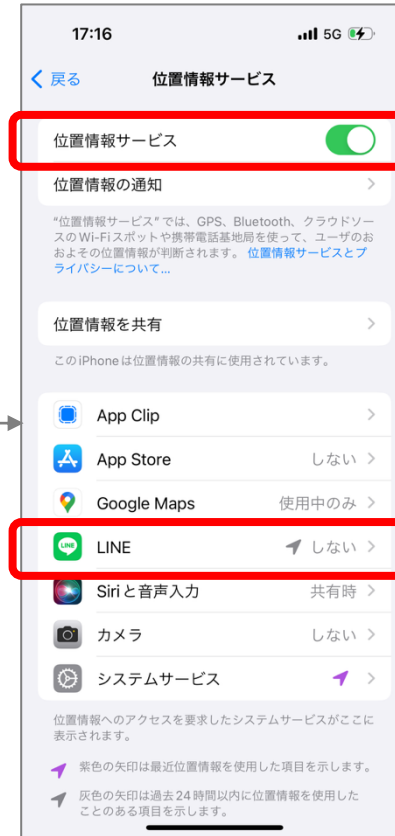 17:16
5G
戻る
位置情報サービス
位置情報サービス
位置情報の通知
“位置情報サービス” では、GPS、Bluetooth、クラウドソー
スのWi-Fiスポットや携帯電話基地局を使って、ユーザのお
およその位置情報が判断されます。位置情報サービスとプ
ライバシーについて...
位置情報を共有
このiPhoneは位置情報の共有に使用されています。
App Clip
App Store しない
Google Maps 使用中のみ
LINE LINE しない
Siriと音声入力 共有時
カメラ しない
システムサービス
位置情報へのアクセスを要求したシステムサービスがここに
表示されます。
紫色の矢印は最近位置情報を使用した項目を示します。
灰色の矢印は過去24時間以内に位置情報を使用した
ことのある項目を示します。